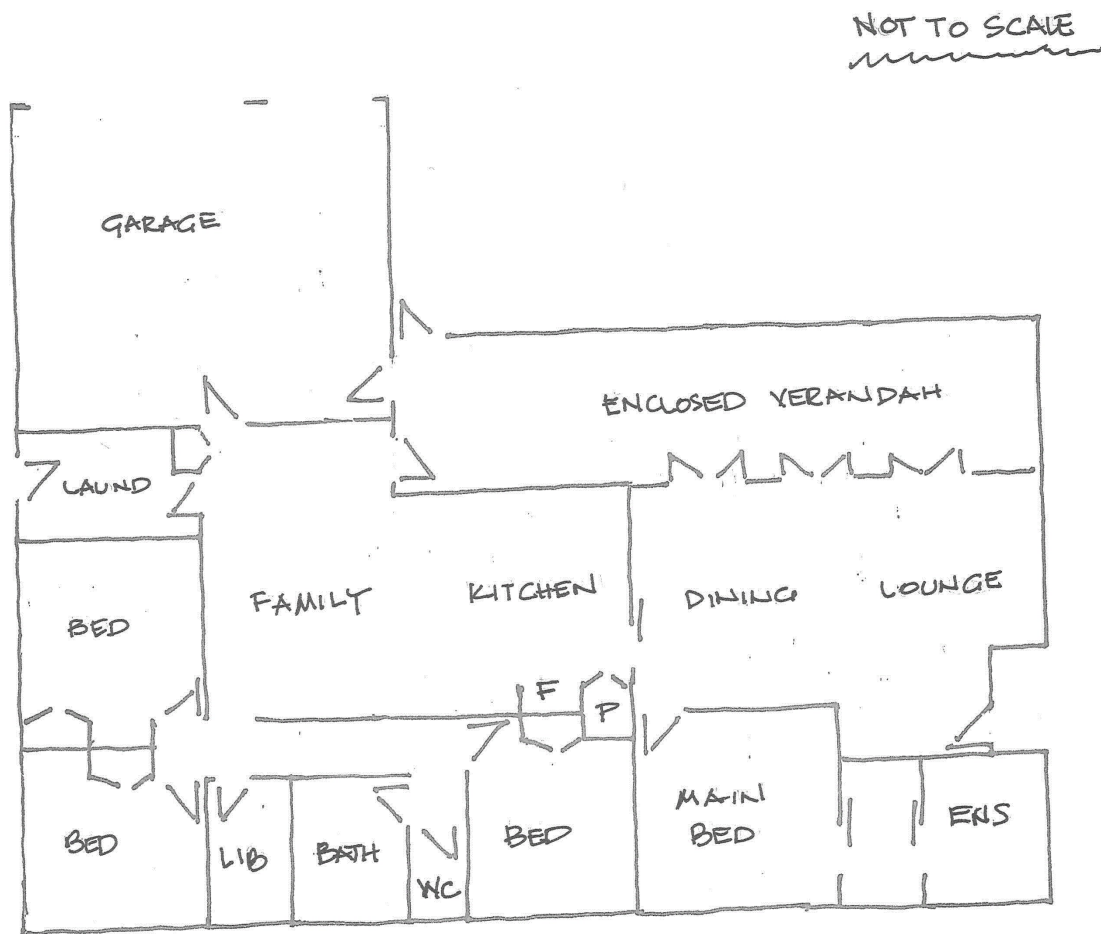 NOT TO SCALE
GARAGE
ENCLOSED VERANDAH
LAUND
FAMILY
KITCHEN
DINING
LOUNGE
BED
F
P
MAIN
BED
ENS
BED
LIB
BATH
WC
BED